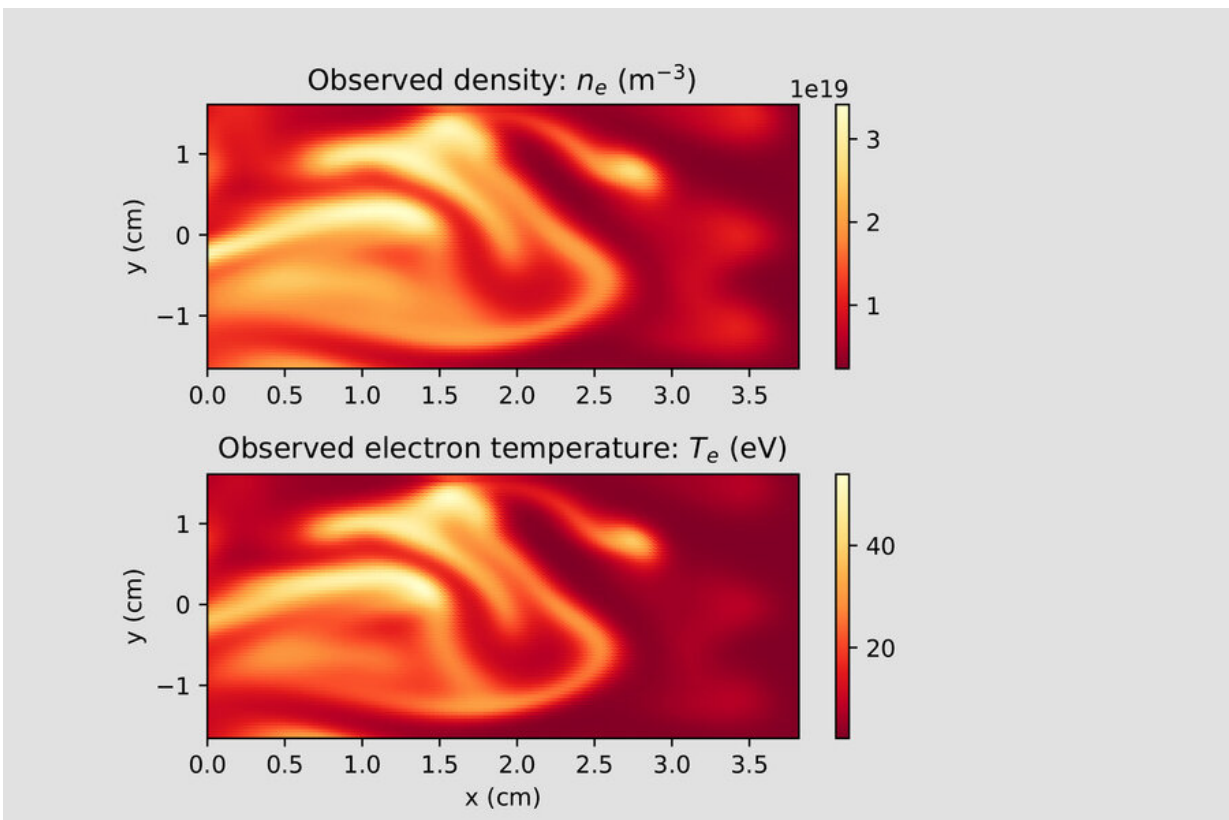 Observed density: nₑ (m⁻³)
1e19
y (cm)
1
0
−1
3
2
1
0.0 0.5 1.0 1.5 2.0 2.5 3.0 3.5
Observed electron temperature: Tₑ (eV)
y (cm)
1
0
−1
40
20
0.0 0.5 1.0 1.5 2.0 2.5 3.0 3.5
x (cm)